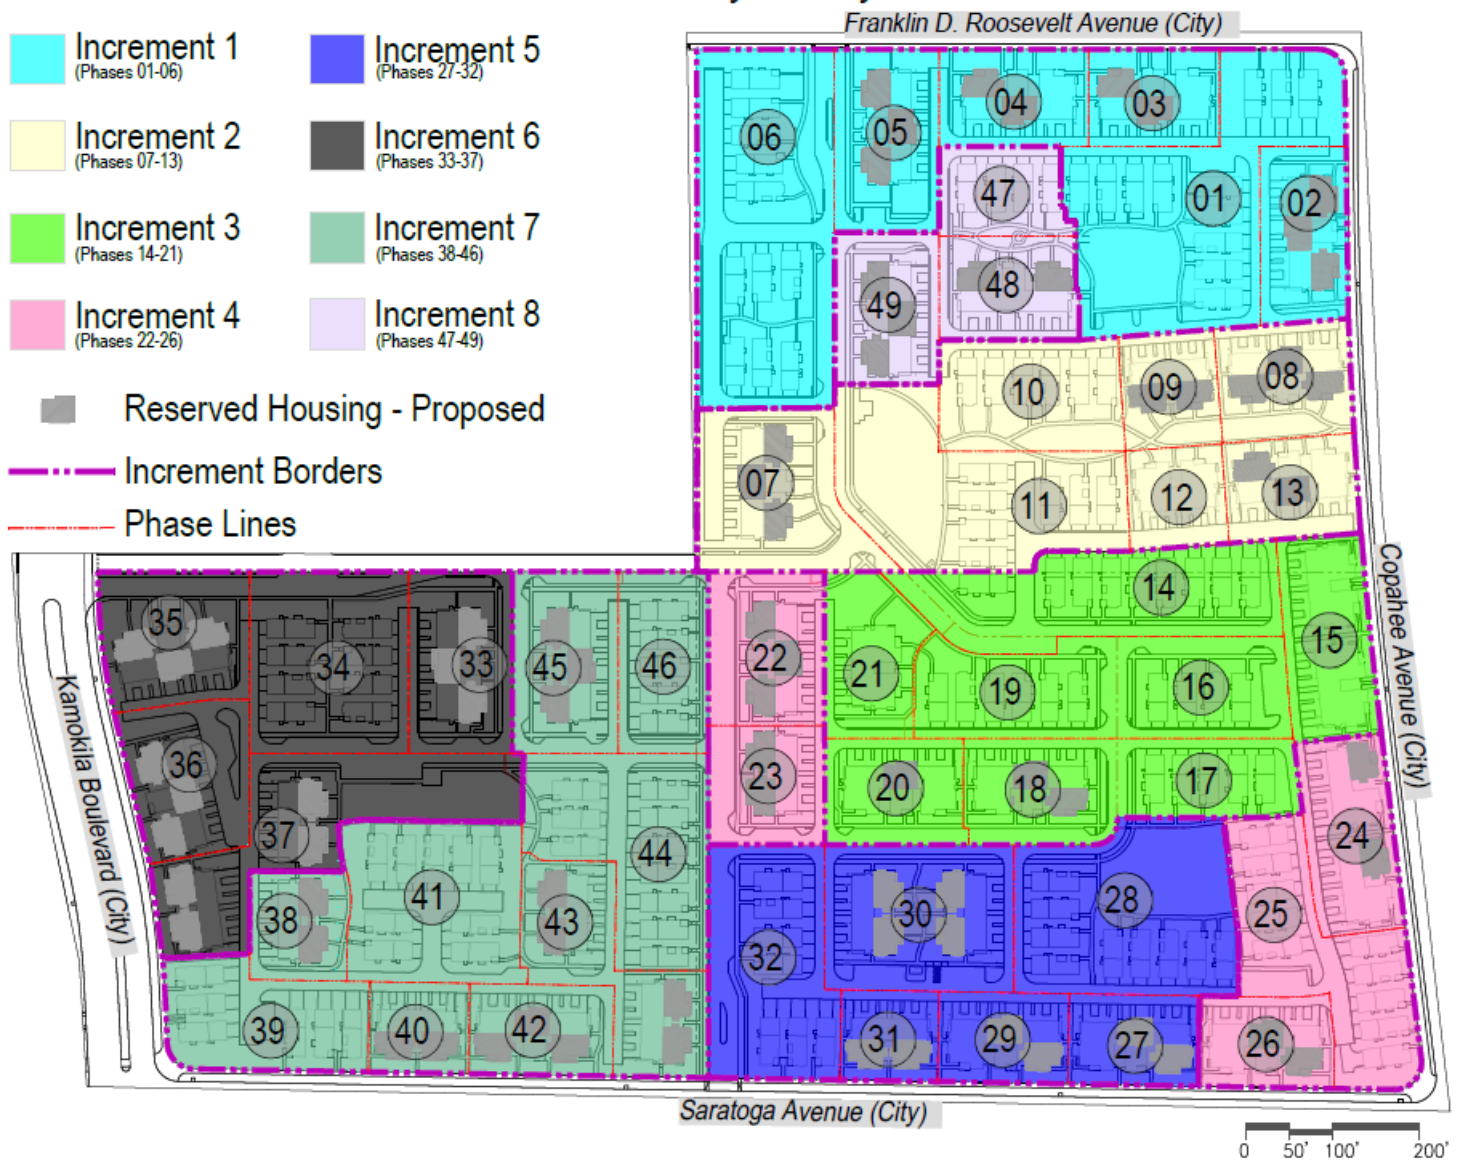 Franklin D. Roosevelt Avenue (City)
Increment 1
(Phases 01-06)
Increment 5
(Phases 27-32)
Increment 2
(Phases 07-13)
Increment 6
(Phases 33-37)
Increment 3
(Phases 14-21)
Increment 7
(Phases 38-46)
Increment 4
(Phases 22-26)
Increment 8
(Phases 47-49)
Reserved Housing - Proposed
Increment Borders
Phase Lines
06
05
04
03
47
01
02
49
48
10
09
08
07
11
12
13
14
15
35
34
33
45
46
22
21
19
16
36
37
23
20
18
17
24
44
38
41
43
32
30
28
25
39
40
42
31
29
27
26
Kamokila Boulevard (City)
Copahee Avenue (City)
Saratoga Avenue (City)
0 50' 100' 200'